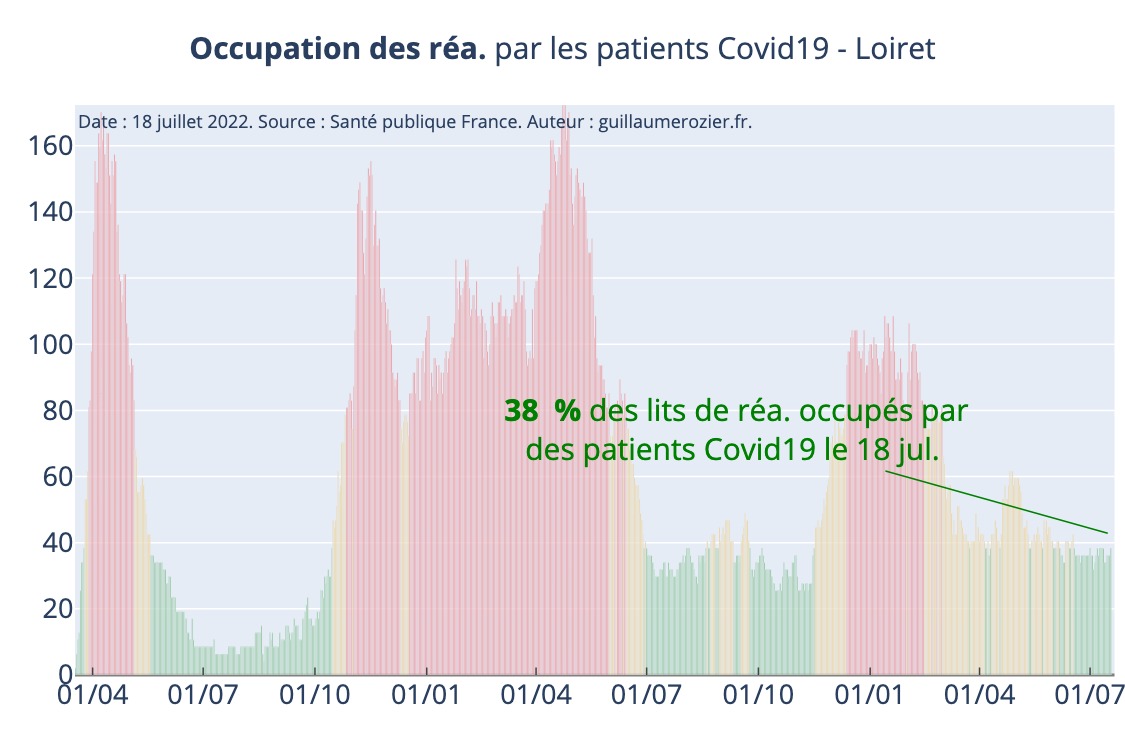 Occupation des réa. par les patients Covid19 - Loiret
Date : 18 juillet 2022. Source : Santé publique France. Auteur : guillaumerozier.fr.
160
140
120
100
80
60
40
20
0
38 % des lits de réa. occupés par
des patients Covid19 le 18 jul.
01/04 01/07 01/10 01/01 01/04 01/07 01/10 01/01 01/04 01/07